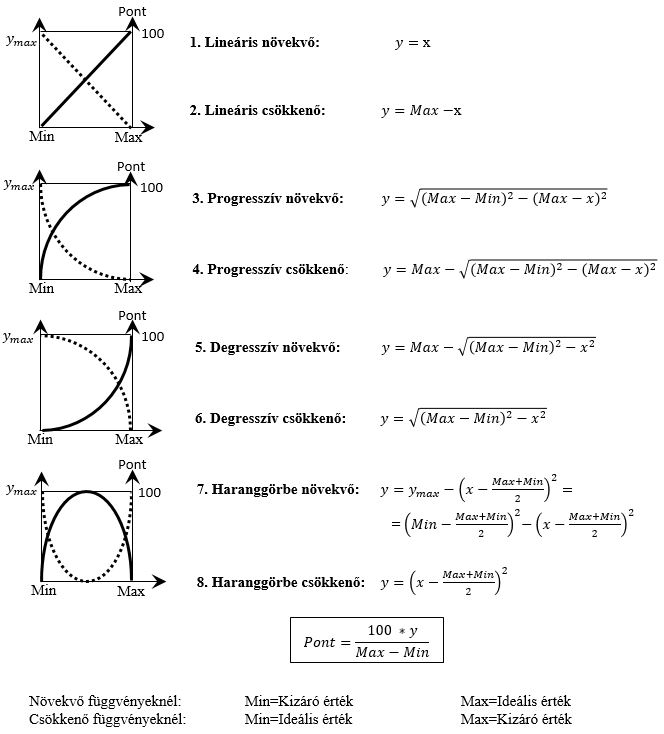 Pont
y_max
100
1. Lineáris növekvő: y = x
2. Lineáris csökkenő: y = Max −x
Min Max
Pont
y_max
100
3. Progresszív növekvő: y = √((Max − Min)² − (Max − x)²)
4. Progresszív csökkenő: y = Max − √((Max − Min)² − (Max − x)²)
Min Max
Pont
y_max
100
5. Degresszív növekvő: y = Max − √((Max − Min)² − x²)
6. Degresszív csökkenő: y = √((Max − Min)² − x²)
Min Max
Pont
y_max
100
7. Haranggörbe növekvő: y = y_max − (x − (Max+Min)/2)² =
= (Min − (Max+Min)/2)² − (x − (Max+Min)/2)²
8. Haranggörbe csökkenő: y = (x − (Max+Min)/2)²
Min Max
Pont = (100 * y)/(Max − Min)
Növekvő függvényeknél: Min=Kizáró érték Max=Ideális érték
Csökkenő függvényeknél: Min=Ideális érték Max=Kizáró érték